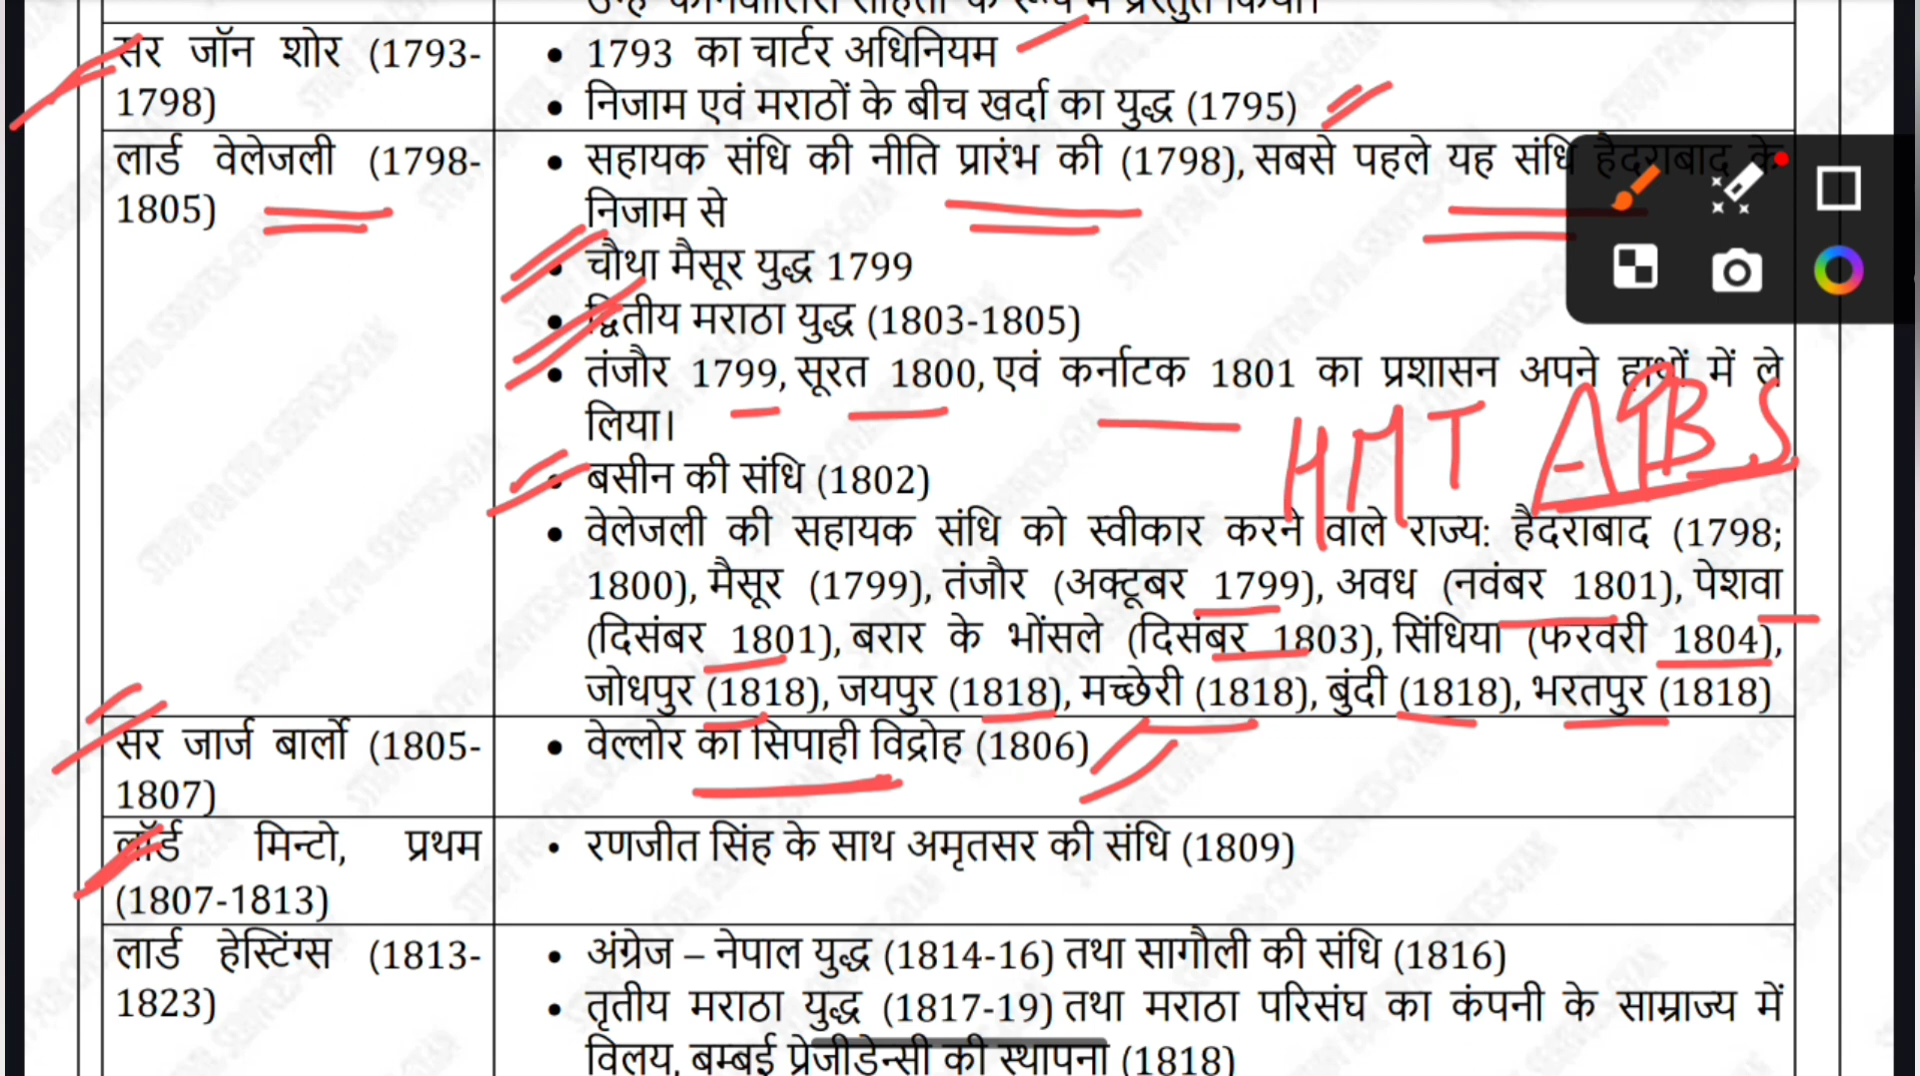 उन्हें 'कॉर्नवालिस संहिता' के रूप में प्रस्तुत किया।
सर जॉन शोर (1793-
1798)
• 1793 का चार्टर अधिनियम
• निजाम एवं मराठों के बीच खर्दा का युद्ध (1795)
लार्ड वेलेजली (1798-
1805)
• सहायक संधि की नीति प्रारंभ की (1798), सबसे पहले यह संधि हैदराबाद के
निजाम से
• चौथा मैसूर युद्ध 1799
• द्वितीय मराठा युद्ध (1803-1805)
• तंजौर 1799, सूरत 1800, एवं कर्नाटक 1801 का प्रशासन अपने हाथों में ले
लिया।
HMT APBS
• बसीन की संधि (1802)
• वेलेजली की सहायक संधि को स्वीकार करने वाले राज्य: हैदराबाद (1798;
1800), मैसूर (1799), तंजौर (अक्टूबर 1799), अवध (नवंबर 1801), पेशवा
(दिसंबर 1801), बरार के भोंसले (दिसंबर 1803), सिंधिया (फरवरी 1804),
जोधपुर (1818), जयपुर (1818), मच्छेरी (1818), बुंदी (1818), भरतपुर (1818)
सर जार्ज बार्लो (1805-
1807)
• वेल्लोर का सिपाही विद्रोह (1806)
लॉर्ड मिन्टो, प्रथम
(1807-1813)
• रणजीत सिंह के साथ अमृतसर की संधि (1809)
लार्ड हेस्टिंग्स (1813-
1823)
• अंग्रेज – नेपाल युद्ध (1814-16) तथा सागौली की संधि (1816)
• तृतीय मराठा युद्ध (1817-19) तथा मराठा परिसंघ का कंपनी के साम्राज्य में
विलय, बम्बई प्रेजीडेन्सी की स्थापना (1818)